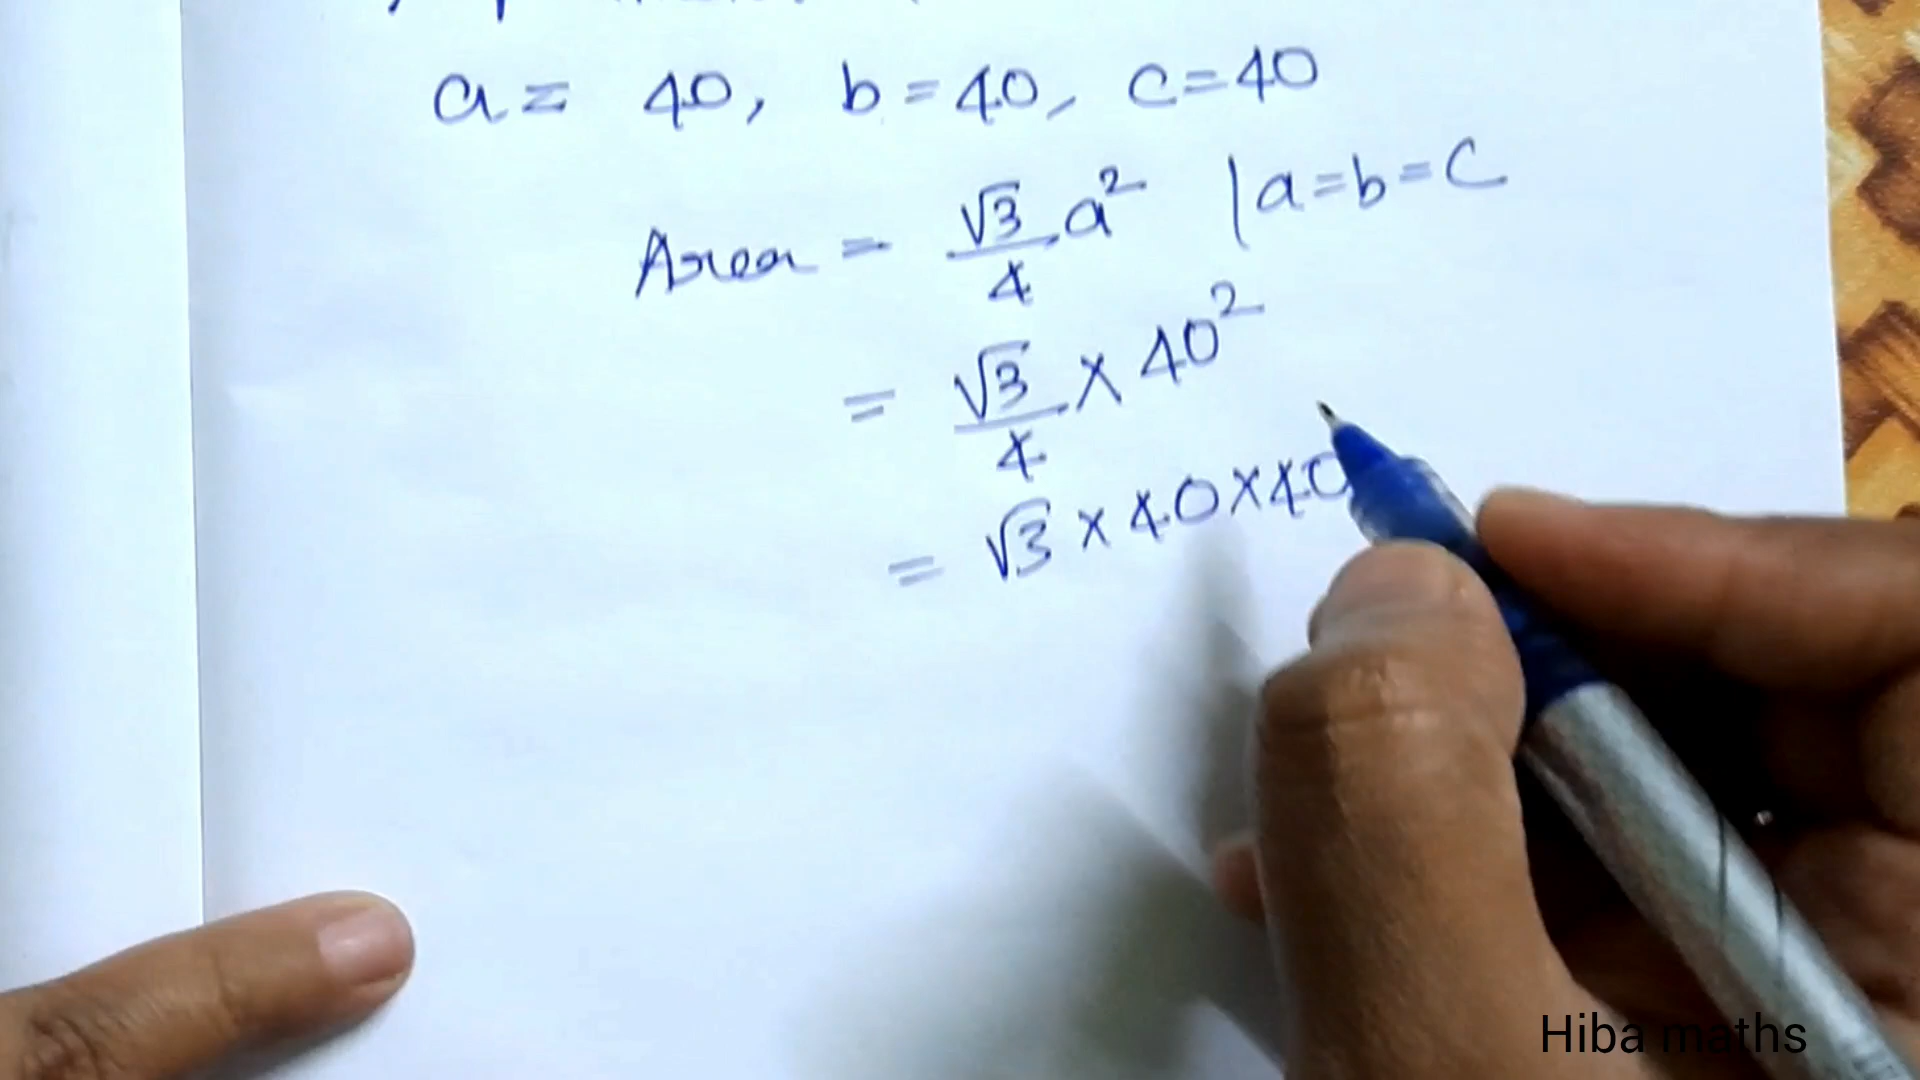 a = 40, b = 40, c = 40
Area = √3/4 a² | a = b = c
= √3/4 × 40²
= √3 × 40 × 40
Hiba maths